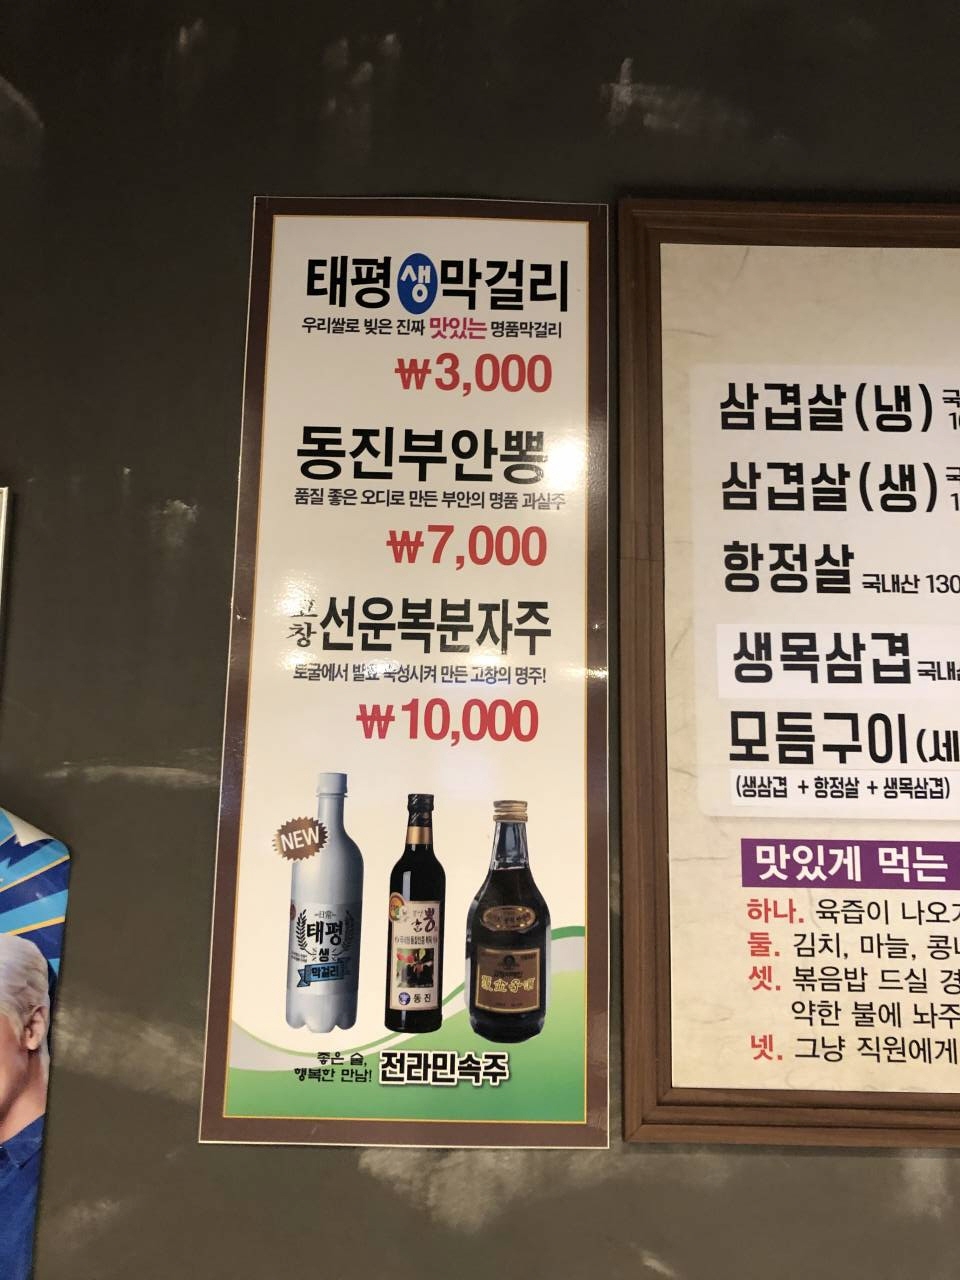 태평생막걸리
우리쌀로 빚은 진짜 맛있는 명품막걸리
₩3,000
동진부안뽕
품질 좋은 오디로 만든 부안의 명품 과실주
₩7,000
고창 선운복분자주
토굴에서 발효 숙성시켜 만든 고창의 명주!
₩10,000
NEW
태평
생
막걸리
뽕
동진
좋은 술,
행복한 만남! 전라민속주
삼겹살(냉)
삼겹살(생)
항정살 국내산 130
생목삼겹 국내
모듬구이(세
(생삼겹 + 항정살 + 생목삼겹)
맛있게 먹는
하나. 육즙이 나오
둘. 김치, 마늘, 콩
셋. 볶음밥 드실 경
약한 불에 놔주
넷. 그냥 직원에게